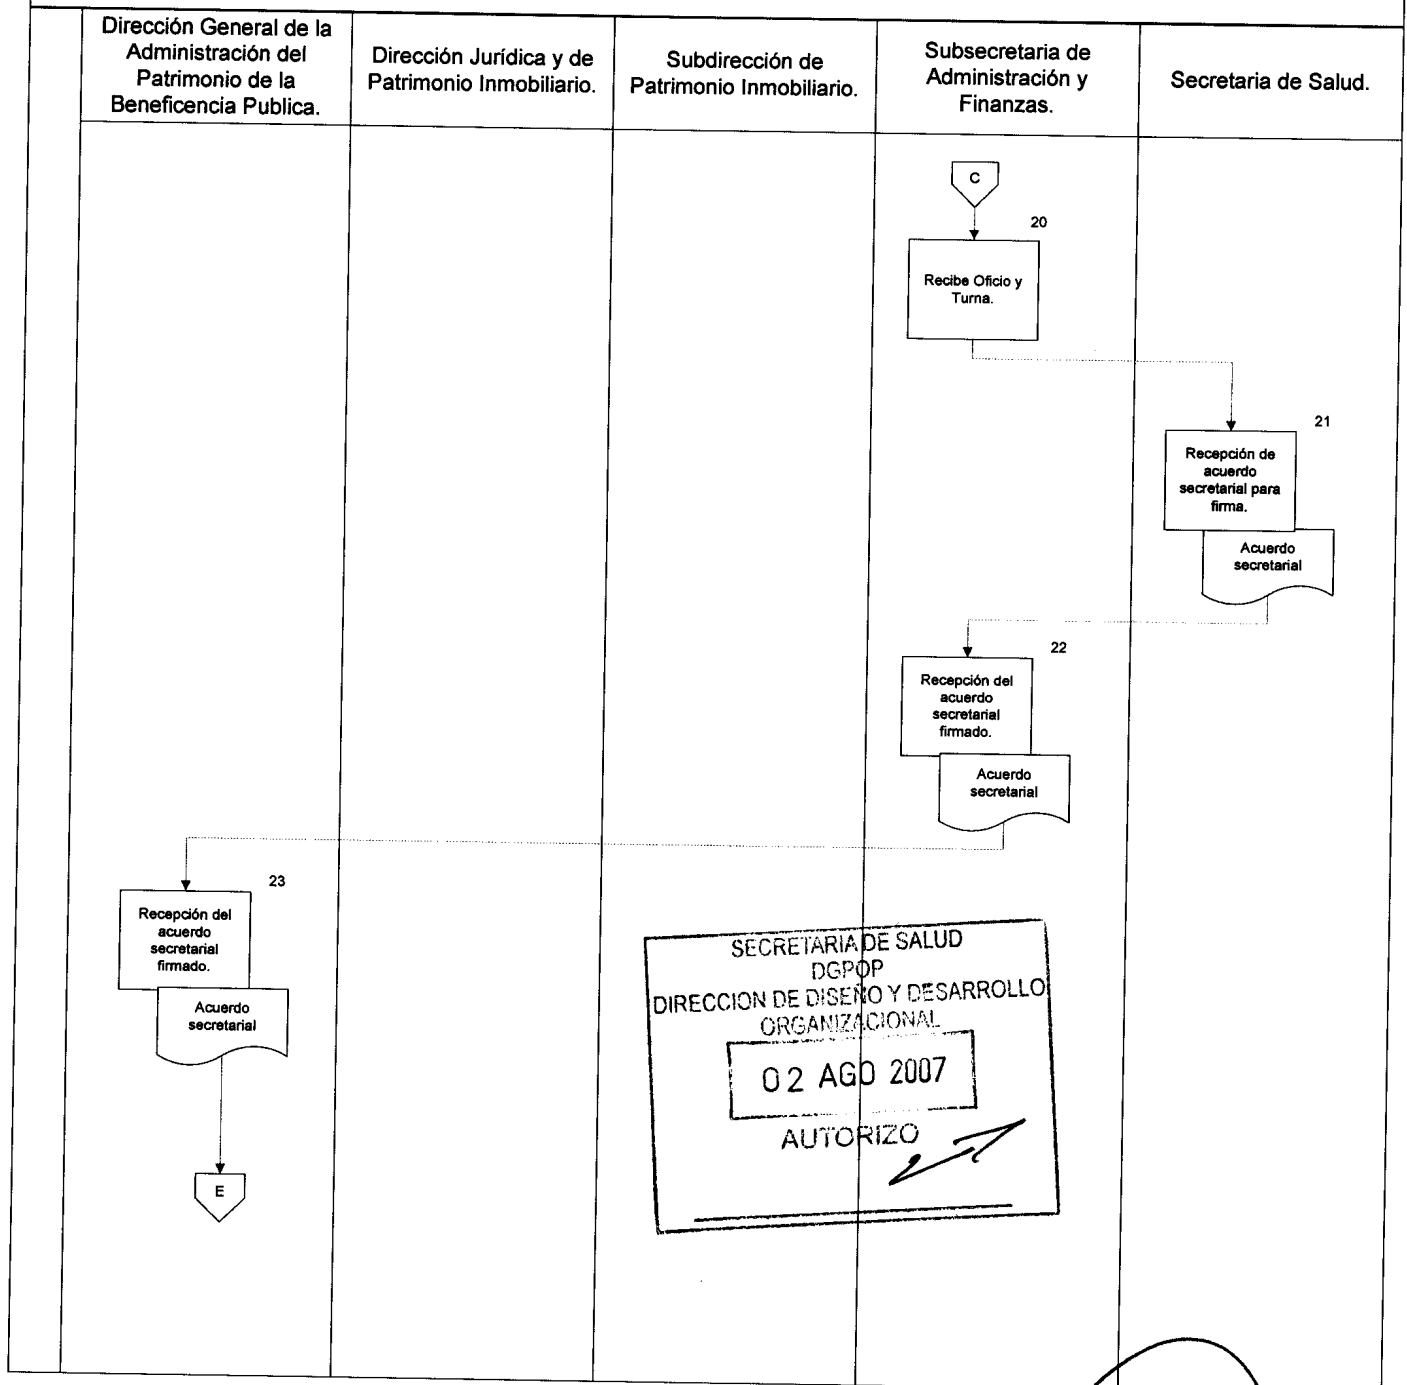 Dirección General de la
Administración del
Patrimonio de la
Beneficencia Publica.
Dirección Jurídica y de
Patrimonio Inmobiliario.
Subdirección de
Patrimonio Inmobiliario.
Subsecretaria de
Administración y
Finanzas.
Secretaria de Salud.
C
20
Recibe Oficio y
Turna.
21
Recepción de
acuerdo
secretarial para
firma.
Acuerdo
secretarial
22
Recepción del
acuerdo
secretarial
firmado.
Acuerdo
secretarial
23
Recepción del
acuerdo
secretarial
firmado.
Acuerdo
secretarial
E
SECRETARIA DE SALUD
DGPOP
DIRECCION DE DISEÑO Y DESARROLLO
ORGANIZACIONAL
02 AGO 2007
AUTORIZO